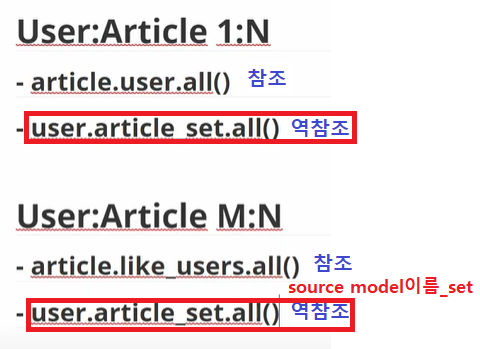 User:Article 1:N
- article.user.all() 참조
- user.article_set.all() 역참조
User:Article M:N
- article.like_users.all() 참조
source model이름_set
- user.article_set.all() 역참조